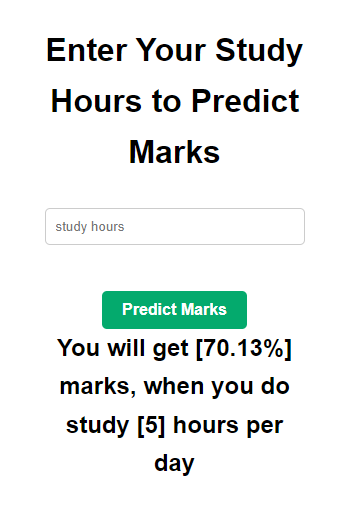 Enter Your Study
Hours to Predict
Marks
study hours
Predict Marks
You will get [70.13%]
marks, when you do
study [5] hours per
day